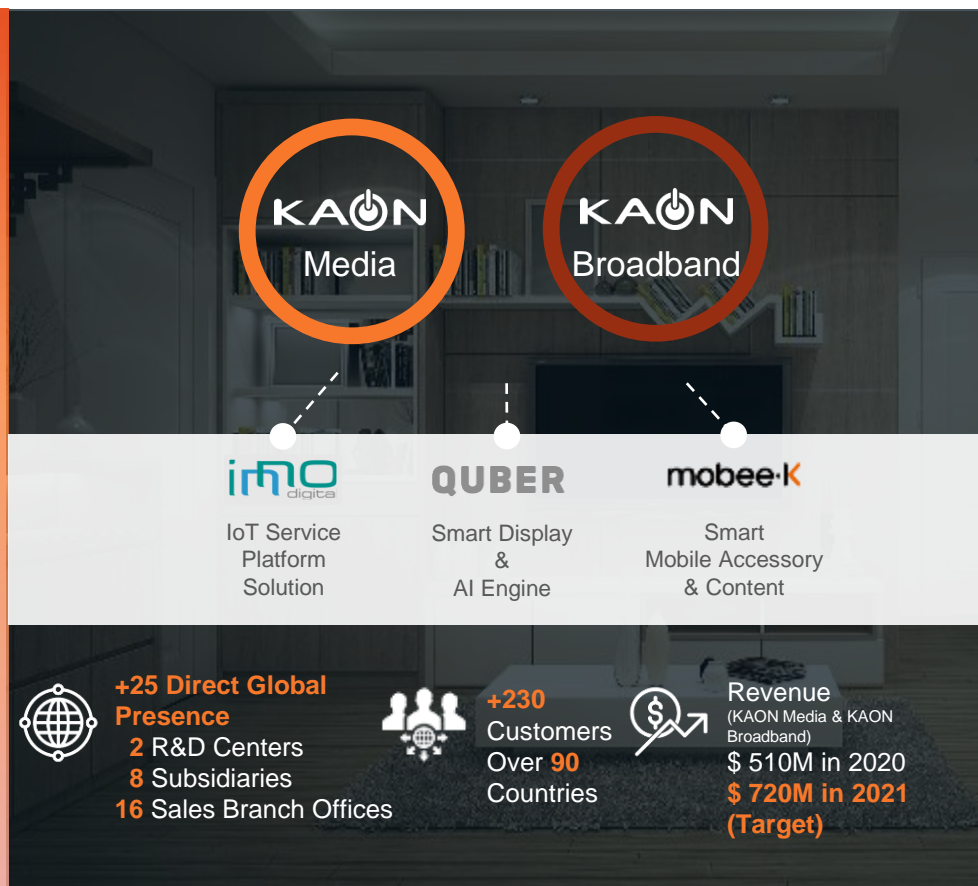 KAON
Media
KAON
Broadband
imo
digital
IoT Service
Platform
Solution
QUBER
Smart Display
&
AI Engine
mobee·K
Smart
Mobile Accessory
& Content
+25 Direct Global
Presence
2 R&D Centers
8 Subsidiaries
16 Sales Branch Offices
+230
Customers
Over 90
Countries
$
Revenue
(KAON Media & KAON
Broadband)
$ 510M in 2020
$ 720M in 2021
(Target)